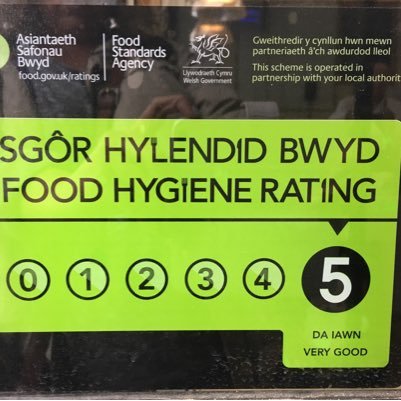 Asiantaeth
Safonau
Bwyd
food.gov.uk/ratings
Food
Standards
Agency
Llywodraeth Cymru
Welsh Government
Gweithredir y cynllun hwn mewn
partneriaeth â'ch awdurdod lleol
This scheme is operated in
partnership with your local authorit
SGÔR HYLENDID BWYD
FOOD HYGIENE RATING
0 1 2 3 4 5
DA IAWN
VERY GOOD